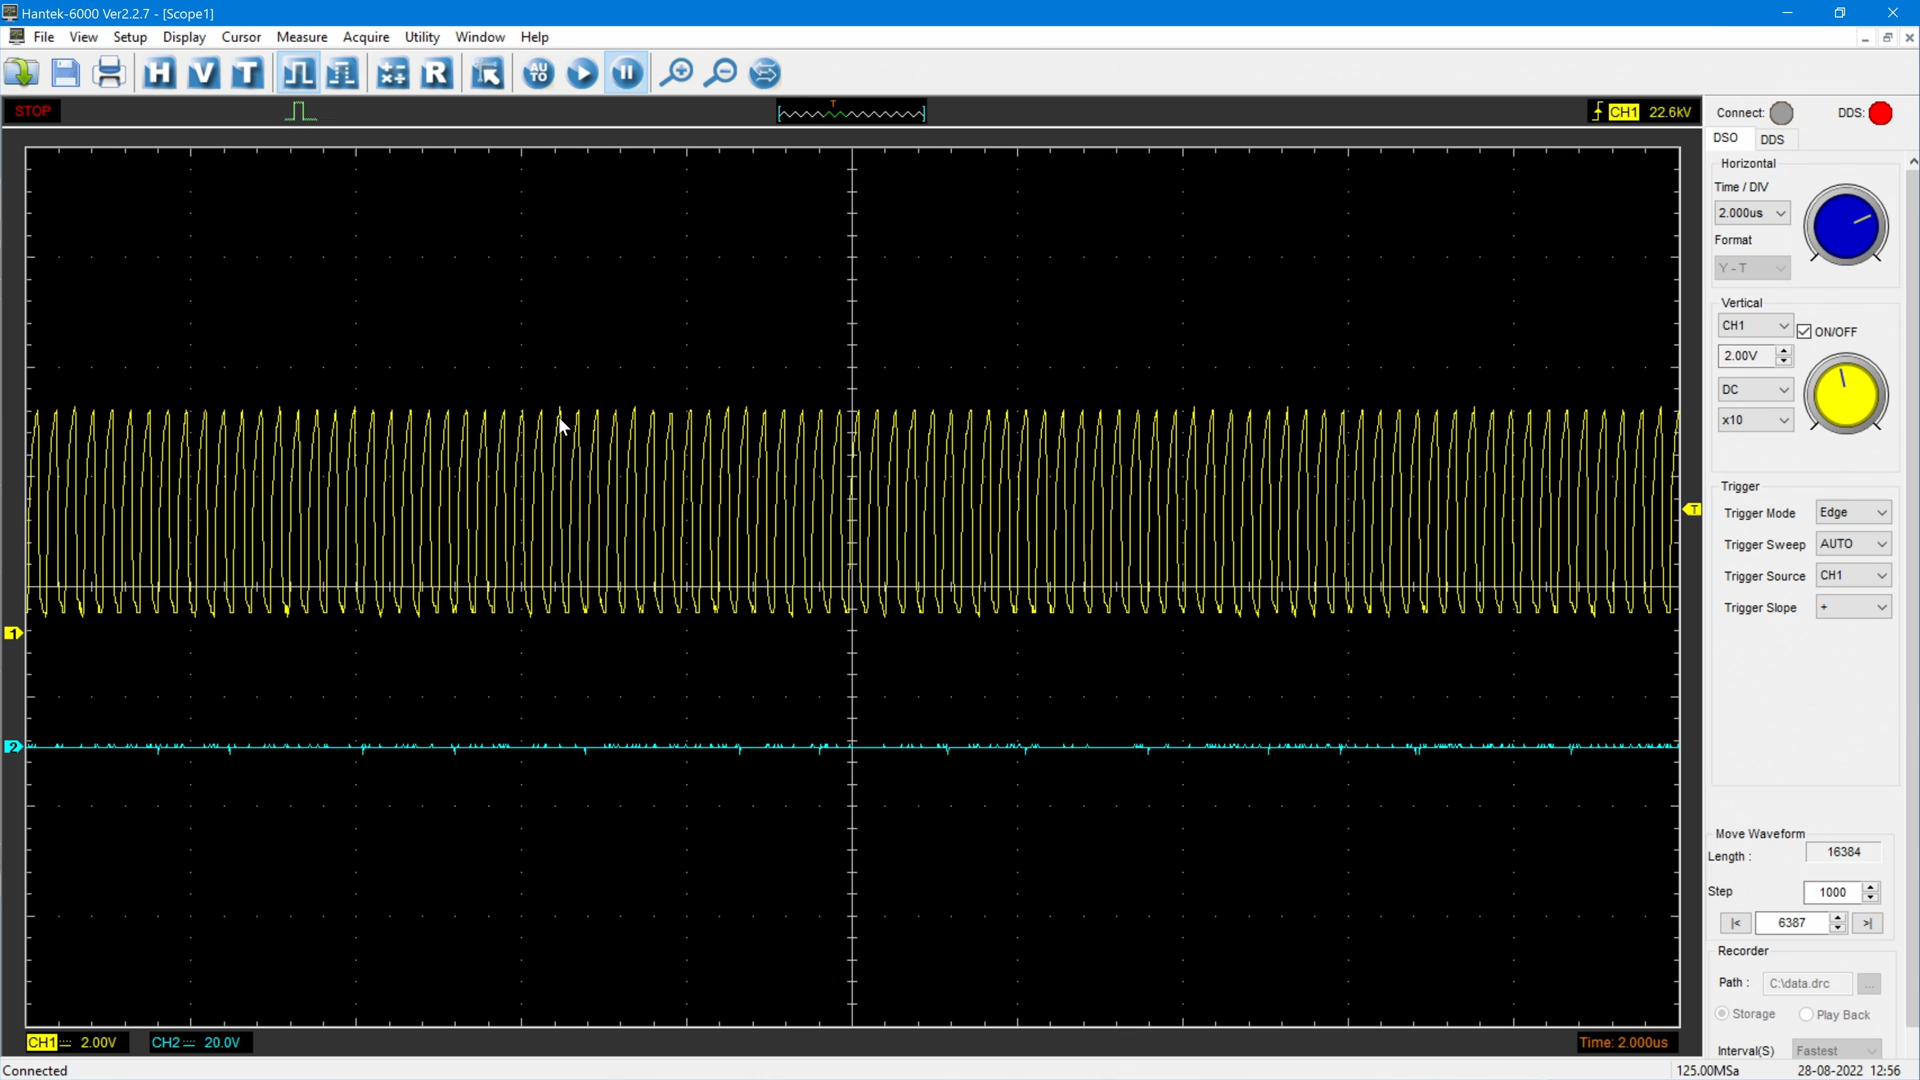 Hantek-6000 Ver2.2.7 - [Scope1]
File View Setup Display Cursor Measure Acquire Utility Window Help
H V T R AUTO
STOP T CH1 22.6kV Connect: DDS:
DSO DDS
Horizontal
Time / DIV
2.000us
Format
Y - T
Vertical
CH1 ON/OFF
2.00V
DC
x10
Trigger
T
Trigger Mode Edge
Trigger Sweep AUTO
Trigger Source CH1
Trigger Slope +
1
2
Move Waveform
Length : 16384
Step 1000
|< 6387 >|
Recorder
Path : C:\data.drc ...
Storage Play Back
CH1 2.00V CH2 20.0V Time: 2.000us
Interval(S) Fastest
Connected 125.00MSa 28-08-2022 12:56